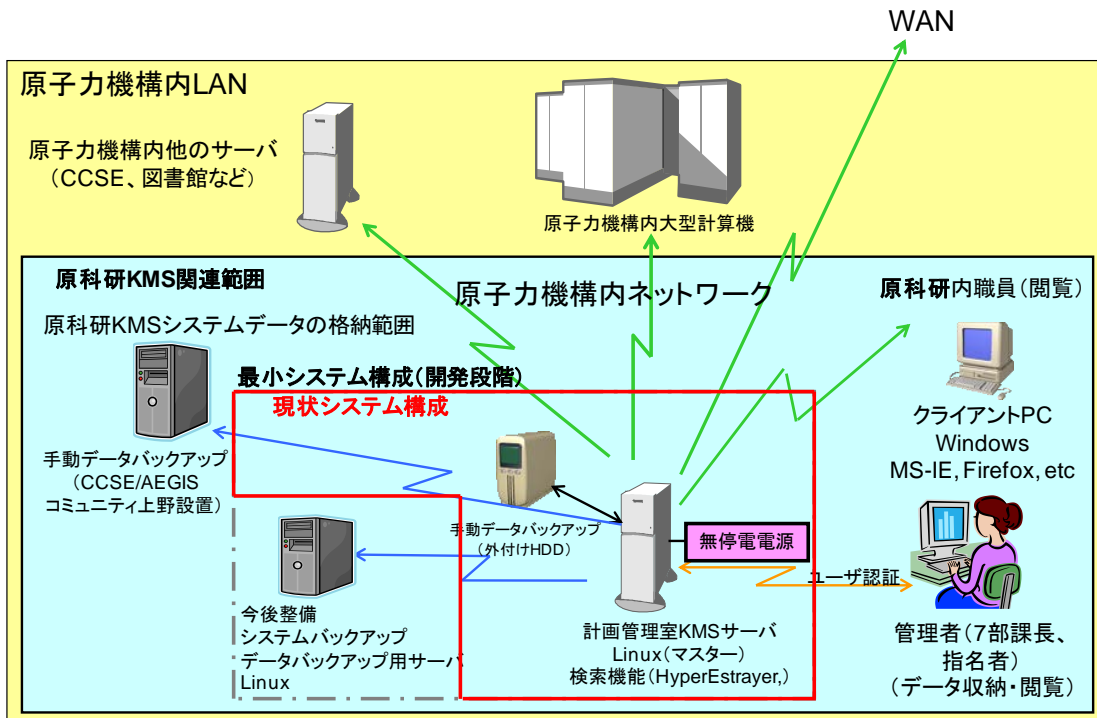 WAN
原子力機構内LAN
原子力機構内他のサーバ
(CCSE、図書館など)
原子力機構内大型計算機
原科研KMS関連範囲
原子力機構内ネットワーク
原科研内職員(閲覧)
原科研KMSシステムデータの格納範囲
最小システム構成(開発段階)
現状システム構成
クライアントPC
Windows
MS-IE, Firefox, etc
手動データバックアップ
(CCSE/AEGIS
コミュニティ上野設置)
手動データバックアップ
(外付けHDD)
無停電電源
ユーザ認証
今後整備
システムバックアップ
データバックアップ用サーバ
Linux
計画管理室KMSサーバ
Linux(マスター)
検索機能(HyperEstrayer,)
管理者(7部課長、
指名者)
(データ収納・閲覧)